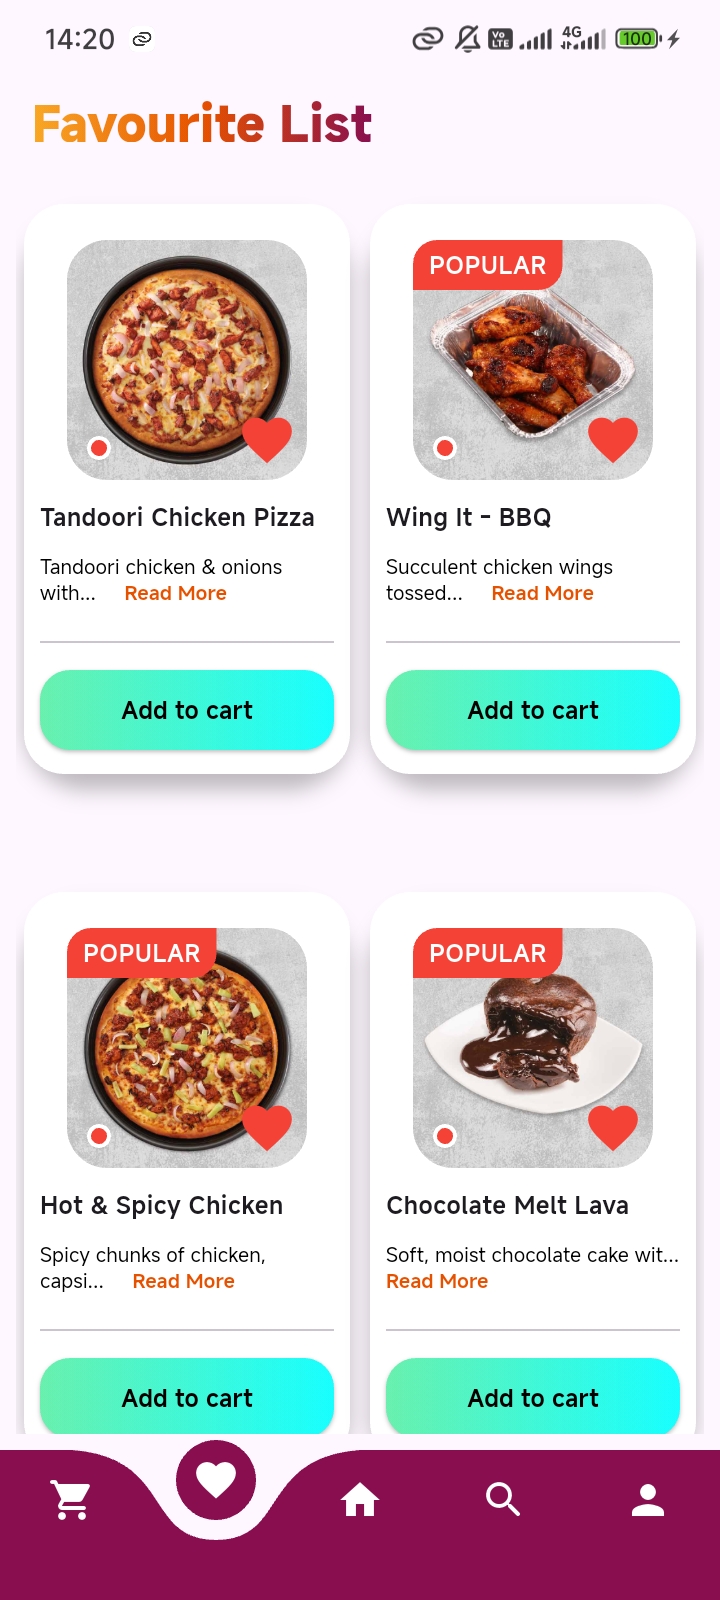 14:20
Vo
LTE
4G
100
Favourite List
POPULAR
Tandoori Chicken Pizza
Wing It - BBQ
Tandoori chicken & onions
with... Read More
Succulent chicken wings
tossed... Read More
Add to cart
Add to cart
POPULAR
POPULAR
Hot & Spicy Chicken
Chocolate Melt Lava
Spicy chunks of chicken,
capsi... Read More
Soft, moist chocolate cake wit...
Read More
Add to cart
Add to cart